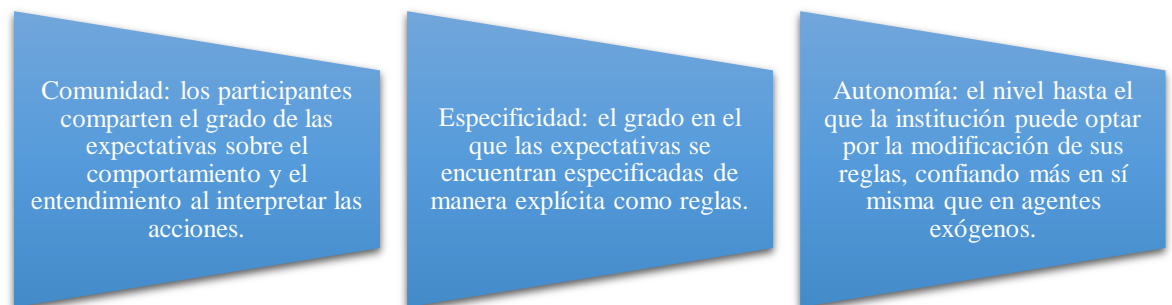 Comunidad: los participantes
comparten el grado de las
expectativas sobre el
comportamiento y el
entendimiento al interpretar las
acciones.
Especificidad: el grado en el
que las expectativas se
encuentran especificadas de
manera explícita como reglas.
Autonomía: el nivel hasta el
que la institución puede optar
por la modificación de sus
reglas, confiando más en sí
misma que en agentes
exógenos.